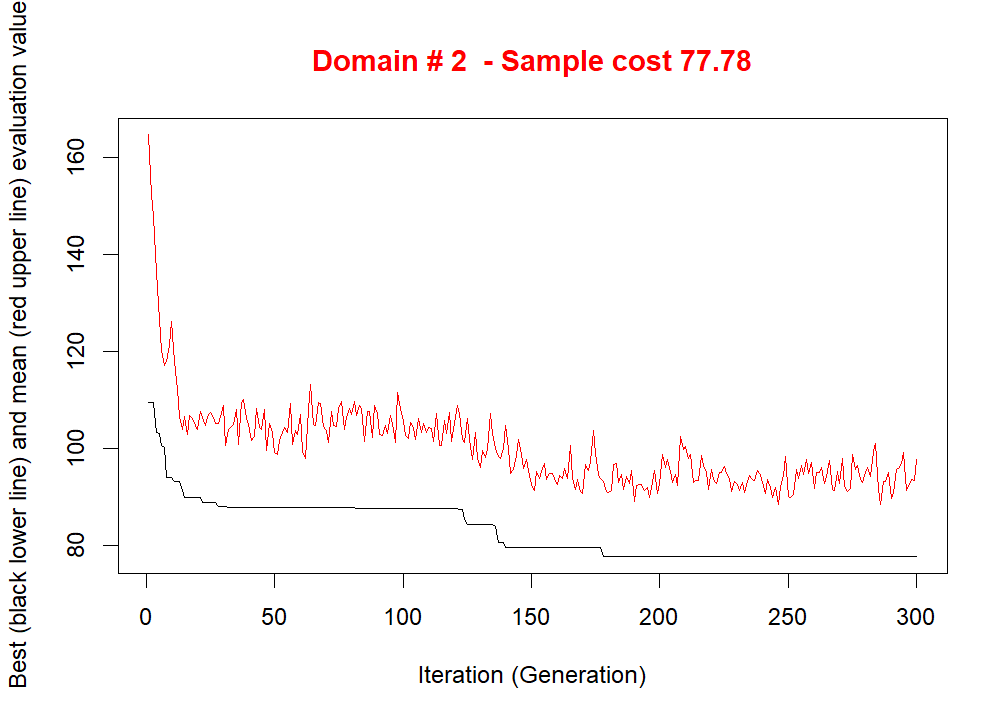 Domain # 2  - Sample cost 77.78
Best (black lower line) and mean (red upper line) evaluation value
160
140
120
100
80
0 50 100 150 200 250 300
Iteration (Generation)